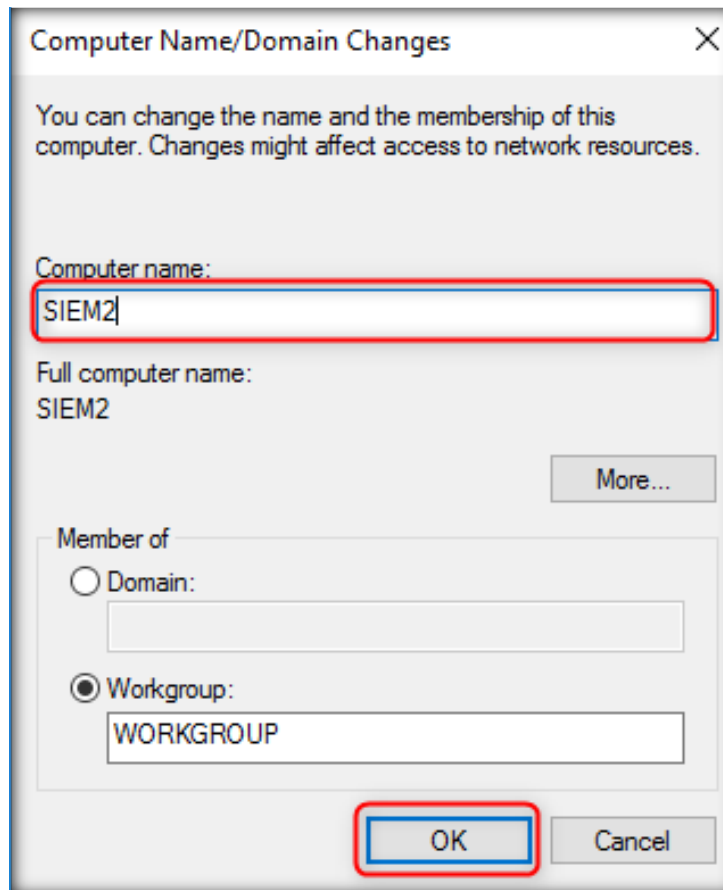 Computer Name/Domain Changes
You can change the name and the membership of this
computer. Changes might affect access to network resources.
Computer name:
SIEM2
Full computer name:
SIEM2
More...
Member of
Domain:
Workgroup:
WORKGROUP
OK
Cancel